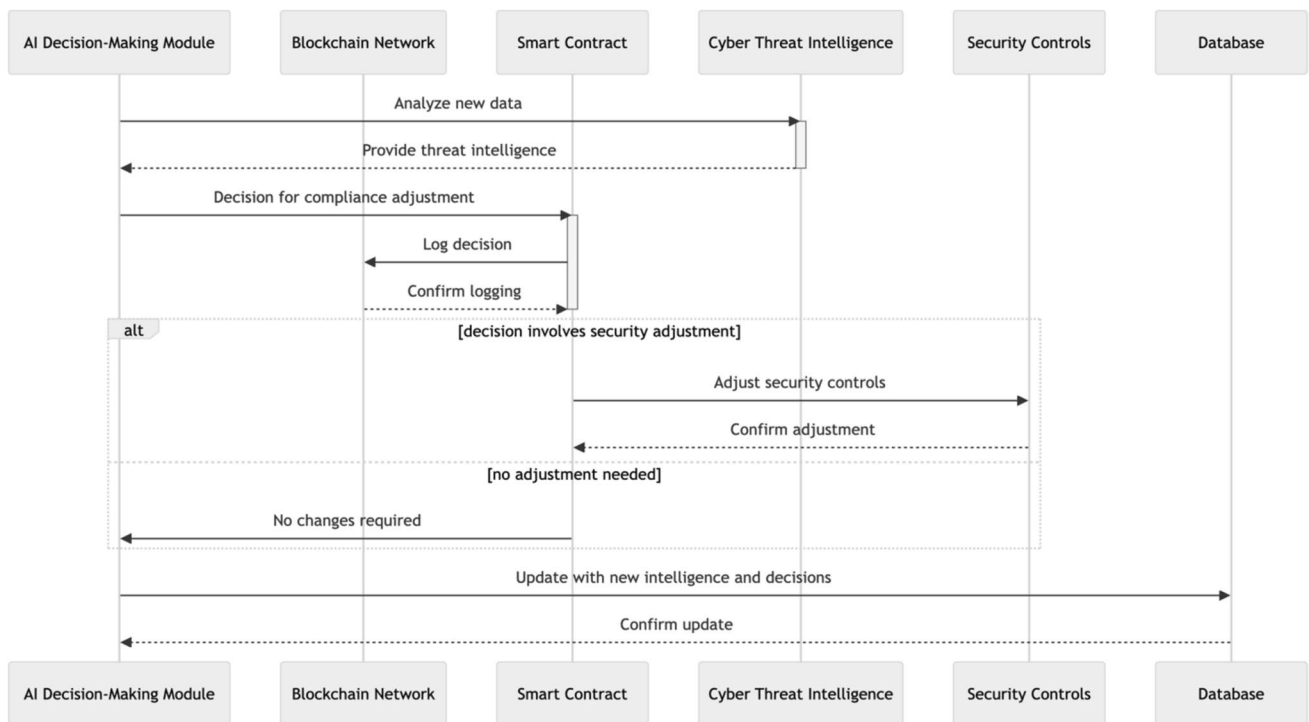 AI Decision-Making Module
Blockchain Network
Smart Contract
Cyber Threat Intelligence
Security Controls
Database
Analyze new data
Provide threat intelligence
Decision for compliance adjustment
Log decision
Confirm logging
alt
[decision involves security adjustment]
Adjust security controls
Confirm adjustment
[no adjustment needed]
No changes required
Update with new intelligence and decisions
Confirm update
AI Decision-Making Module
Blockchain Network
Smart Contract
Cyber Threat Intelligence
Security Controls
Database